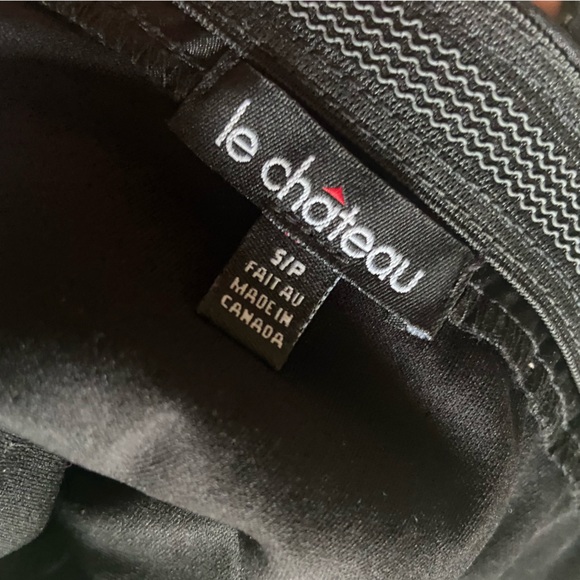 le château
S/P
FAIT AU
MADE IN
CANADA